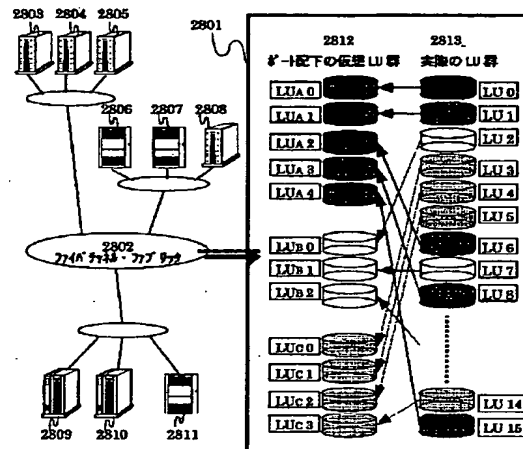 2803 2804 2805
2801
2812
2813
ポート配下の仮想LU群
実際のLU群
2806 2807 2808
LUA 0
LU 0
LUA 1
LU 1
LUA 2
LU 2
LUA 3
LU 3
LUA 4
LU 4
LU 5
2802
ファイバチャネル・ファブリック
LUB 0
LU 6
LUB 1
LU 7
LUB 2
LU 8
LUC 0
LUC 1
LUC 2
LU 14
LUC 3
LU 15
2809 2810 2811